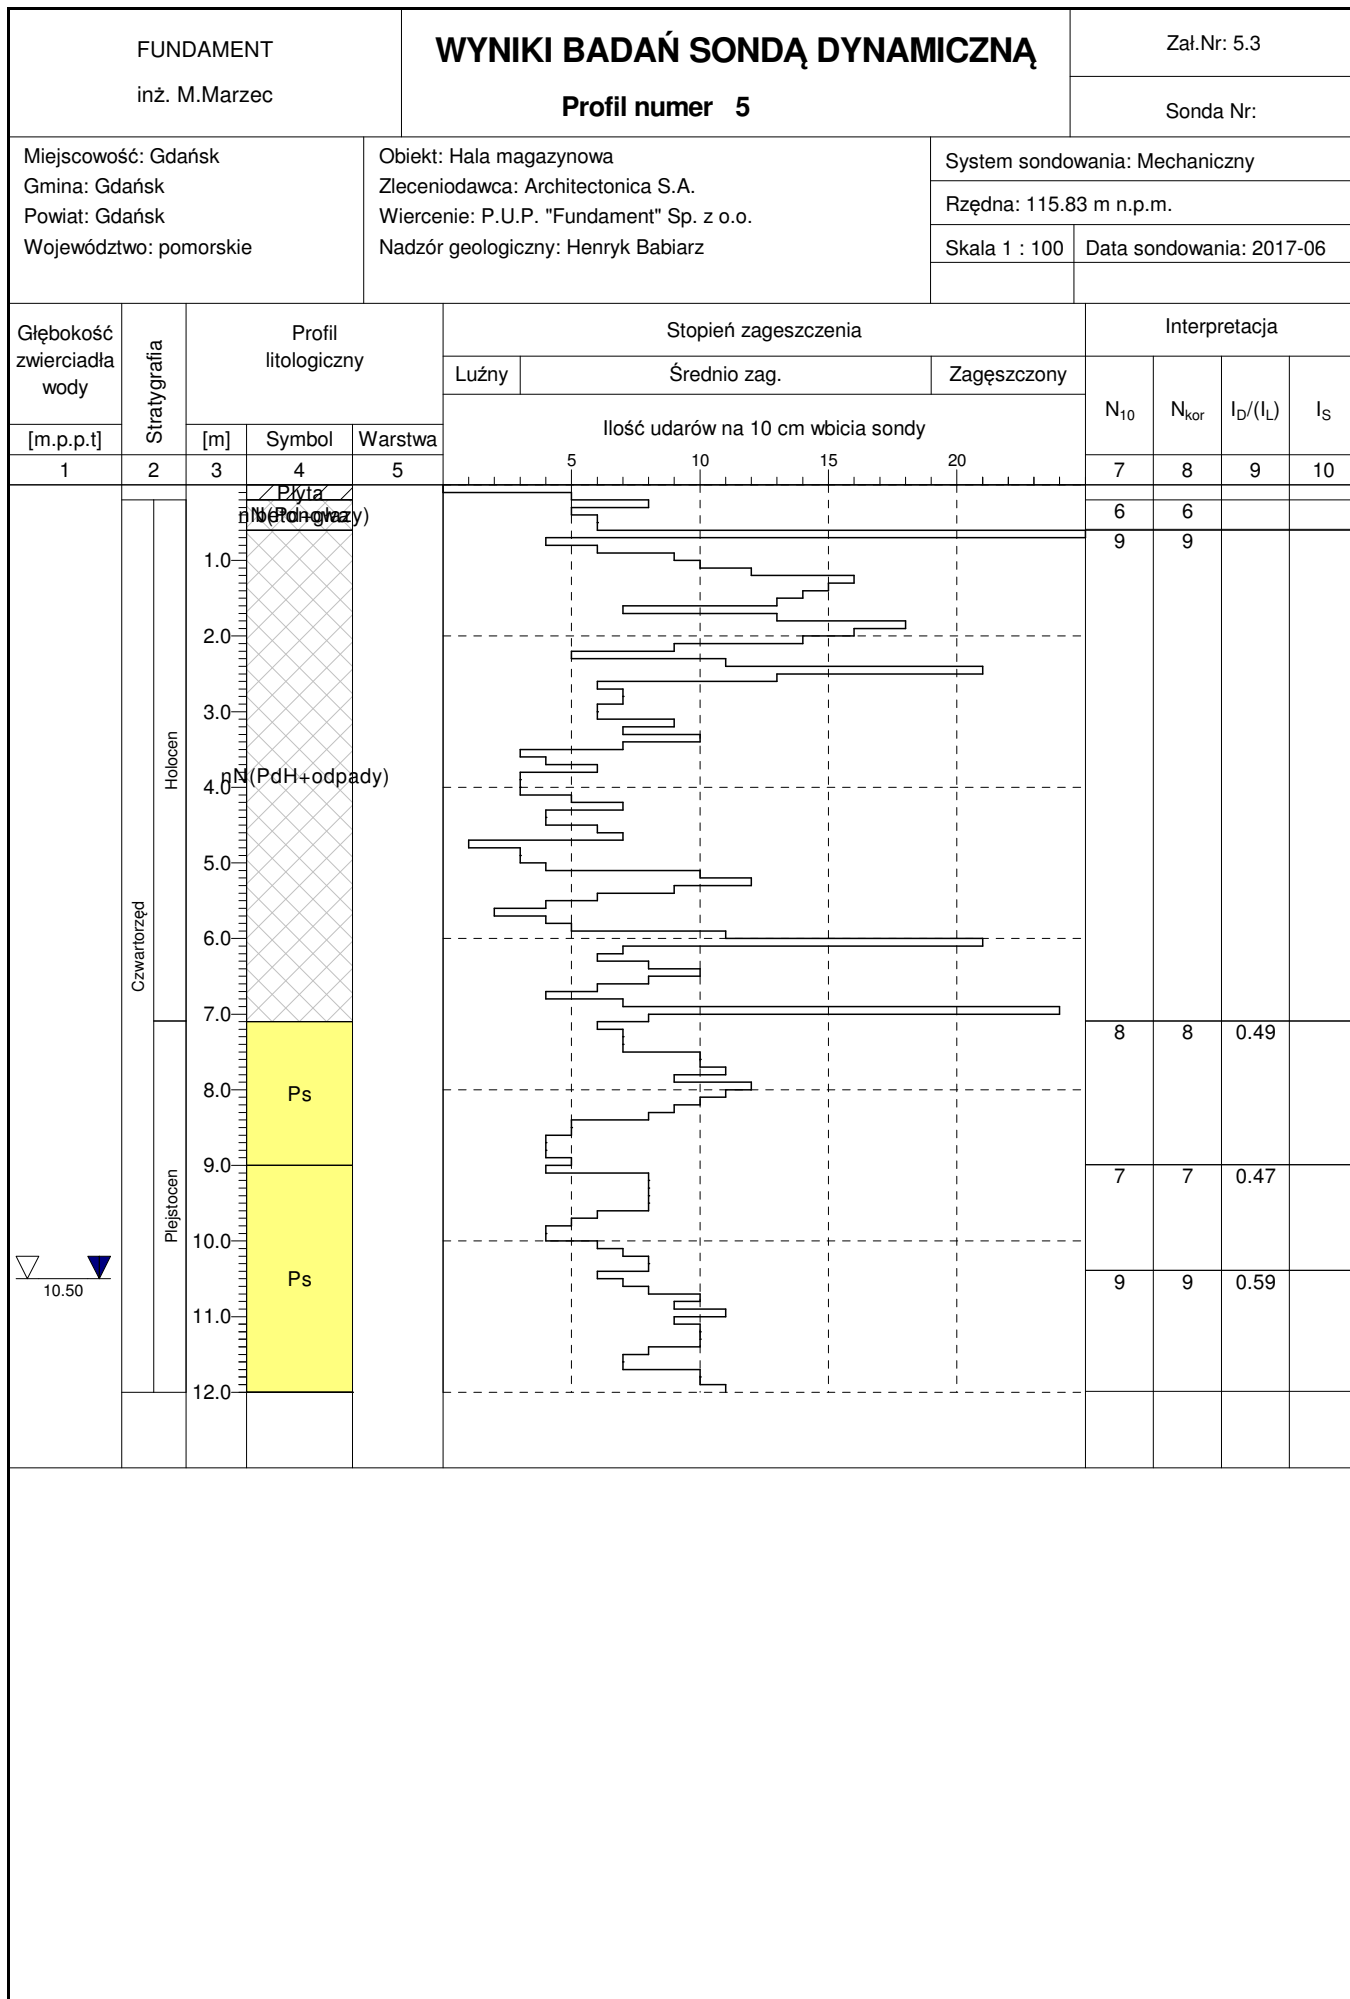 FUNDAMENT
inż. M.Marzec
WYNIKI BADAŃ SONDĄ DYNAMICZNĄ
Profil numer 5
Zał.Nr: 5.3
Sonda Nr:
Miejscowość: Gdańsk
Gmina: Gdańsk
Powiat: Gdańsk
Województwo: pomorskie
Obiekt: Hala magazynowa
Zleceniodawca: Architectonica S.A.
Wiercenie: P.U.P. "Fundament" Sp. z o.o.
Nadzór geologiczny: Henryk Babiarz
System sondowania: Mechaniczny
Rzędna: 115.83 m n.p.m.
Skala 1 : 100
Data sondowania: 2017-06
Głębokość
zwierciadła
wody
[m.p.p.t]
Stratygrafia
Profil
litologiczny
[m]
Symbol
Warstwa
Stopień zageszczenia
Luźny
Średnio zag.
Zagęszczony
Ilość udarów na 10 cm wbicia sondy
5 10 15 20
Interpretacja
N10
Nkor
ID/(IL)
IS
1 2 3 4 5 7 8 9 10
Płyta
6 6
9 9
1.0
2.0
3.0
nN(PdH+odpady)
4.0
5.0
6.0
7.0
Holocen
Czwartorzęd
8 8 0.49
Ps
8.0
9.0
7 7 0.47
Plejstocen
10.0
10.50
Ps
9 9 0.59
11.0
12.0